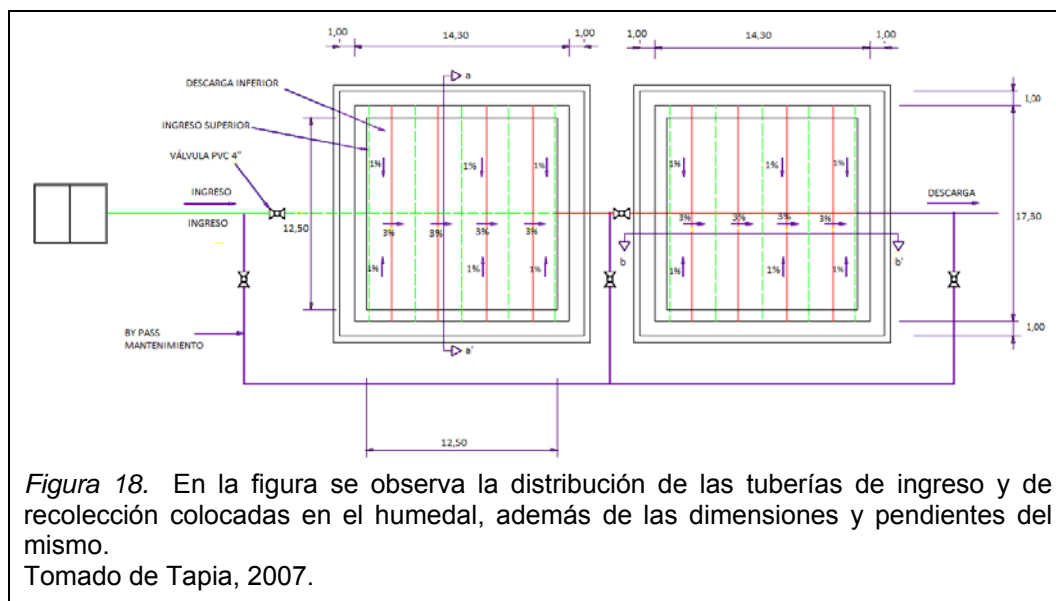 1,00
14,30
1,00
1,00
14,30
1,00
DESCARGA INFERIOR
a
1,00
INGRESO SUPERIOR
VÁLVULA PVC 4"
1%
1%
1%
1%
1%
1%
INGRESO
DESCARGA
INGRESO
12,50
3%
3%
3%
3%
3%
3%
3%
3%
17,30
b
b'
1%
1%
1%
1%
1%
1%
BY PASS
MANTENIMIENTO
a'
1,00
12,50
Figura 18. En la figura se observa la distribución de las tuberías de ingreso y de
recolección colocadas en el humedal, además de las dimensiones y pendientes del
mismo.
Tomado de Tapia, 2007.